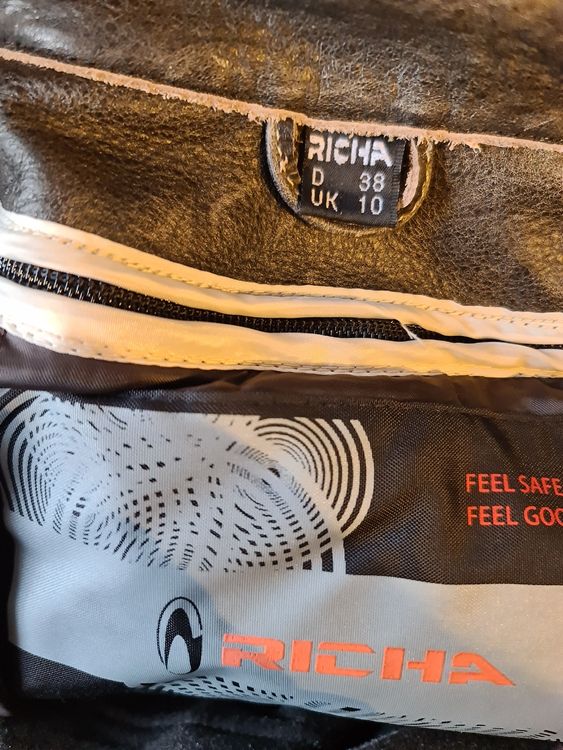 RICHA
D 38
UK 10
FEEL SAFE
FEEL GOO
RICHA